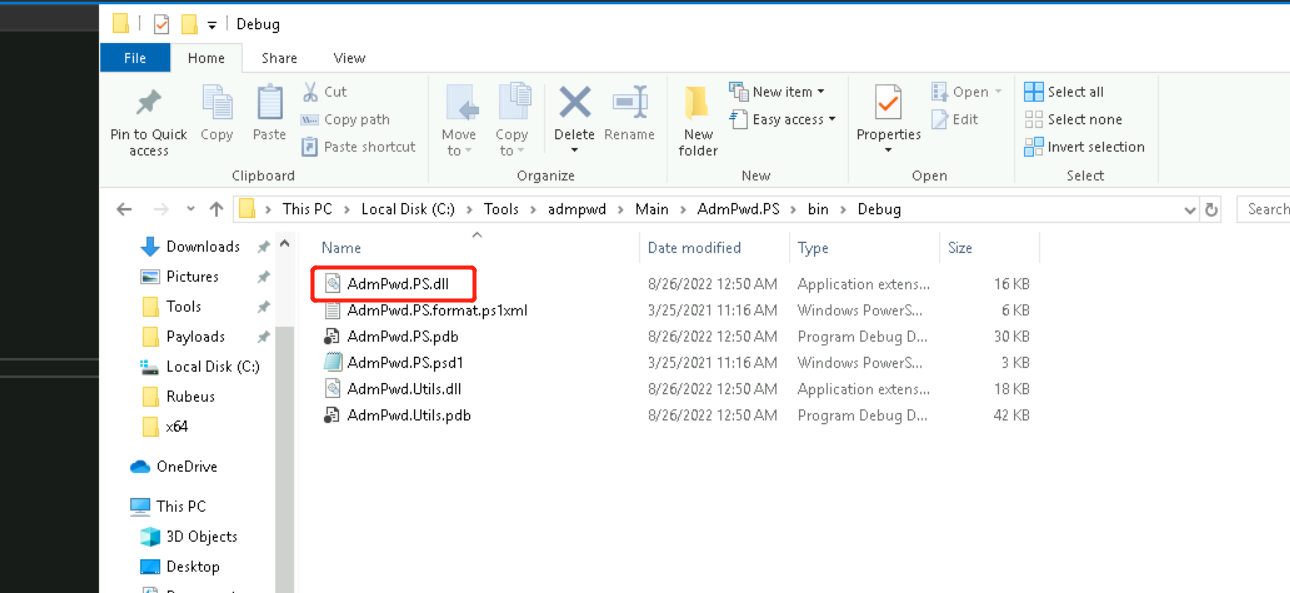 Debug
File Home Share View
Pin to Quick access
Copy
Paste
Cut
Copy path
Paste shortcut
Clipboard
Move to
Copy to
Delete
Rename
Organize
New folder
New item
Easy access
New
Properties
Open
Edit
Open
Select all
Select none
Invert selection
Select
This PC > Local Disk (C:) > Tools > admpwd > Main > AdmPwd.PS > bin > Debug
Search
Downloads
Pictures
Tools
Payloads
Local Disk (C:)
Rubeus
x64
OneDrive
This PC
3D Objects
Desktop
Name Date modified Type Size
AdmPwd.PS.dll 8/26/2022 12:50 AM Application extens... 16 KB
AdmPwd.PS.format.ps1xml 3/25/2021 11:16 AM Windows PowerS... 6 KB
AdmPwd.PS.pdb 8/26/2022 12:50 AM Program Debug D... 30 KB
AdmPwd.PS.psd1 3/25/2021 11:16 AM Windows PowerS... 3 KB
AdmPwd.Utils.dll 8/26/2022 12:50 AM Application extens... 18 KB
AdmPwd.Utils.pdb 8/26/2022 12:50 AM Program Debug D... 42 KB